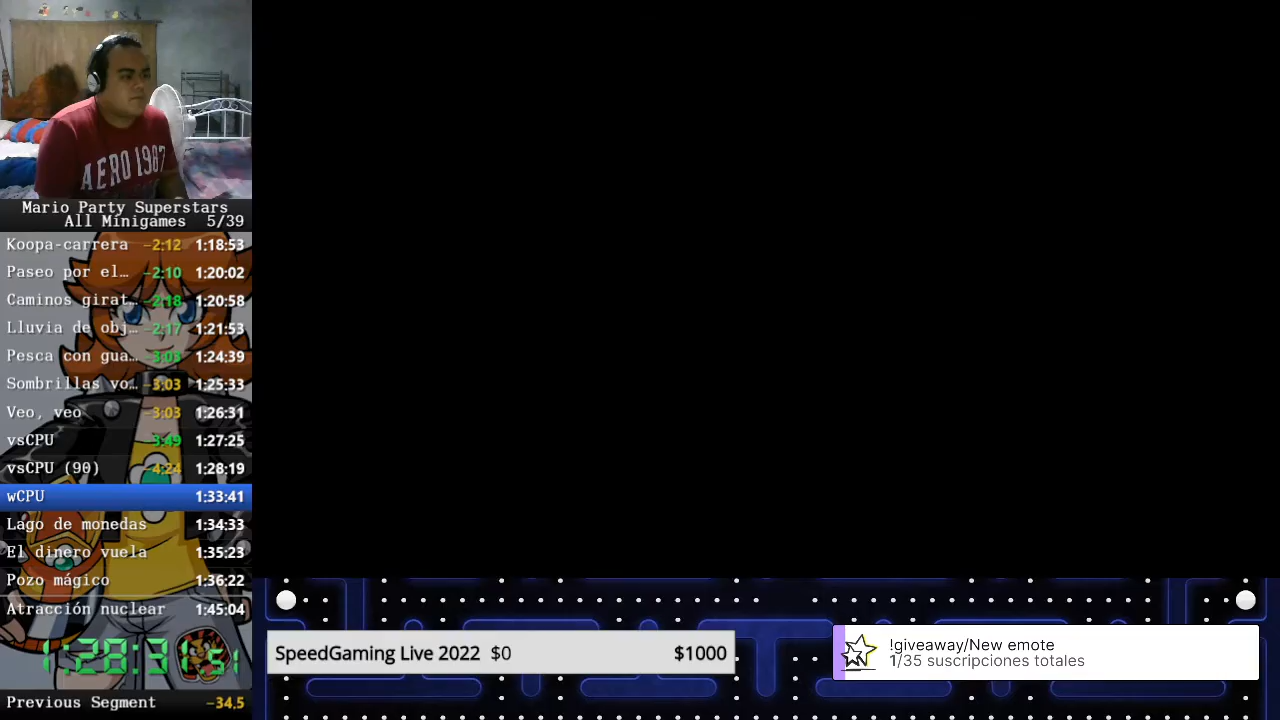 AERO 1987
Mario Party Superstars
All Minigames 5/39
Koopa-carrera -2:12 1:18:53
Paseo por el… -2:10 1:20:02
Caminos girat… -2:18 1:20:58
Lluvia de obj… -2:17 1:21:53
Pesca con gua… -3:03 1:24:39
Sombrillas vo… -3:03 1:25:33
Veo, veo -3:03 1:26:31
vsCPU -3:49 1:27:25
vsCPU (90) -4:24 1:28:19
wCPU 1:33:41
Lago de monedas 1:34:33
El dinero vuela 1:35:23
Pozo mágico 1:36:22
Atracción nuclear 1:45:04
1:28:31.51
Previous Segment -34.5
SpeedGaming Live 2022 $0 $1000
!giveaway/New emote
1/35 suscripciones totales